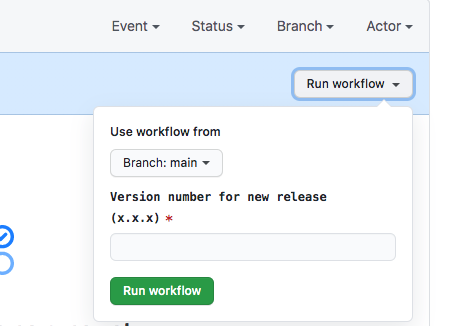 Event Status Branch Actor
Run workflow
Use workflow from
Branch: main
Version number for new release
(x.x.x) *
Run workflow